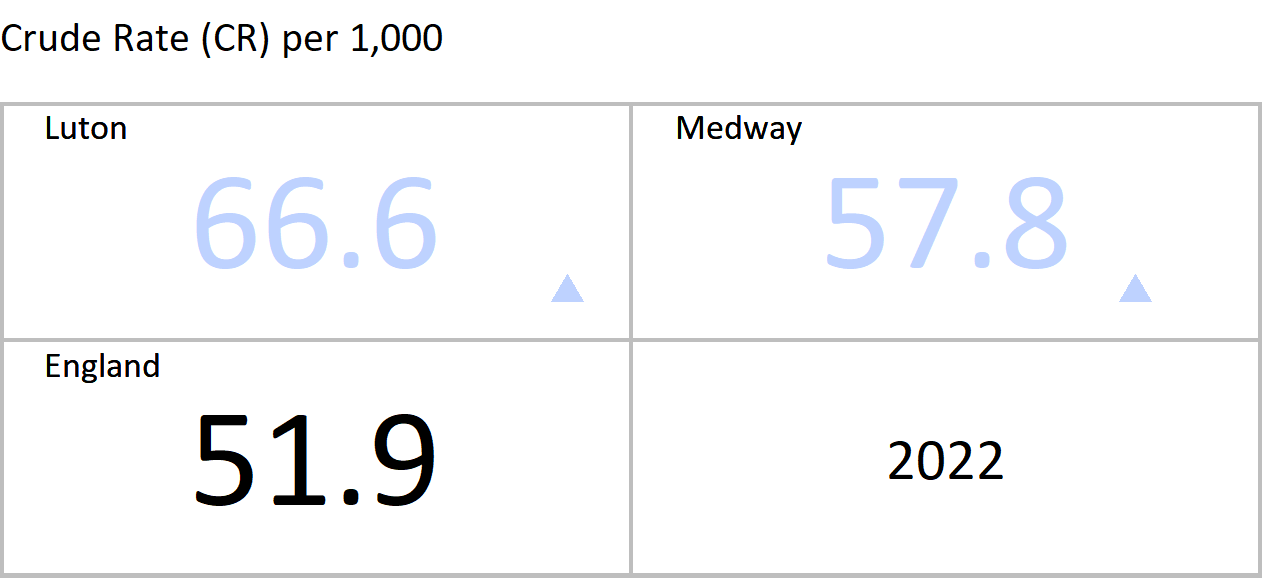 Crude Rate (CR) per 1,000
Luton
Medway
66.6
57.8
England
51.9
2022